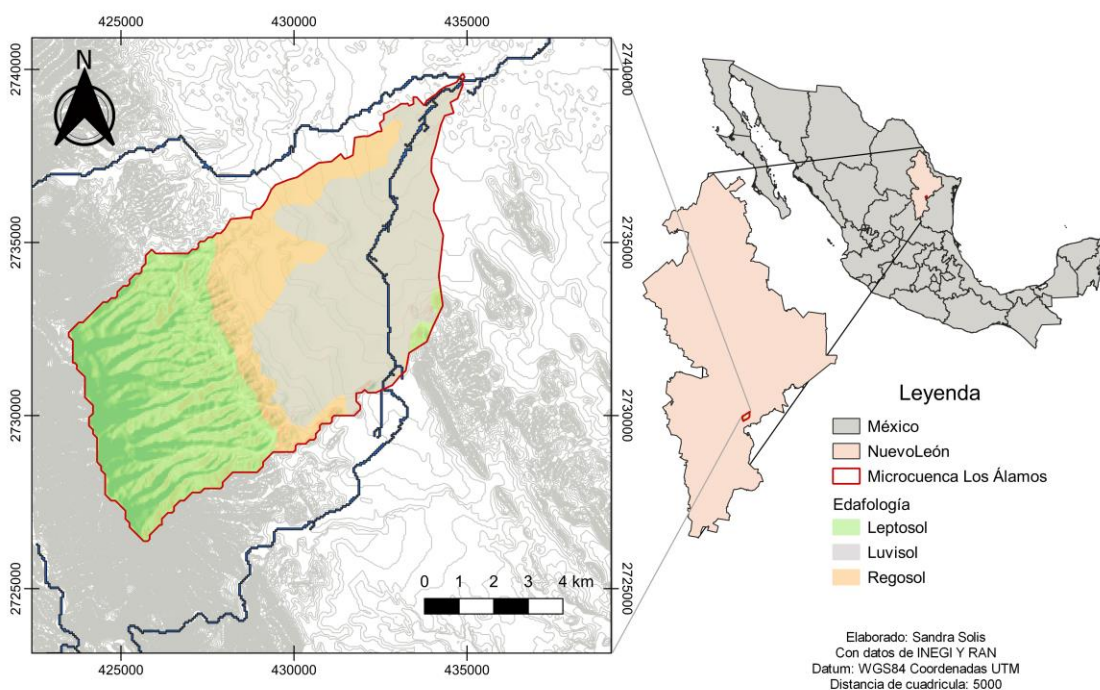 425000
430000
435000
N
2740000
2740000
2735000
2735000
2730000
2730000
2725000
2725000
0 1 2 3 4 km
425000
430000
435000
Leyenda
México
NuevoLeón
Microcuenca Los Álamos
Edafología
Leptosol
Luvisol
Regosol
Elaborado: Sandra Solis
Con datos de INEGI Y RAN
Datum: WGS84 Coordenadas UTM
Distancia de cuadricula: 5000